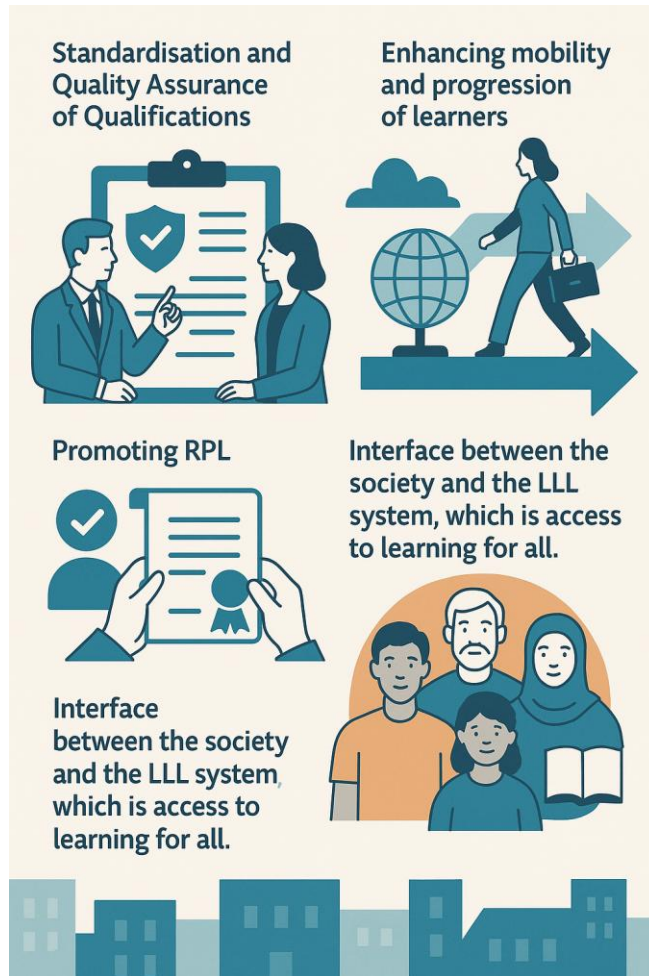 Standardisation and
Quality Assurance
of Qualifications
Enhancing mobility
and progression
of learners
Promoting RPL
Interface between the
society and the LLL
system, which is access
to learning for all.
Interface
between the society
and the LLL system,
which is access to
learning for all.